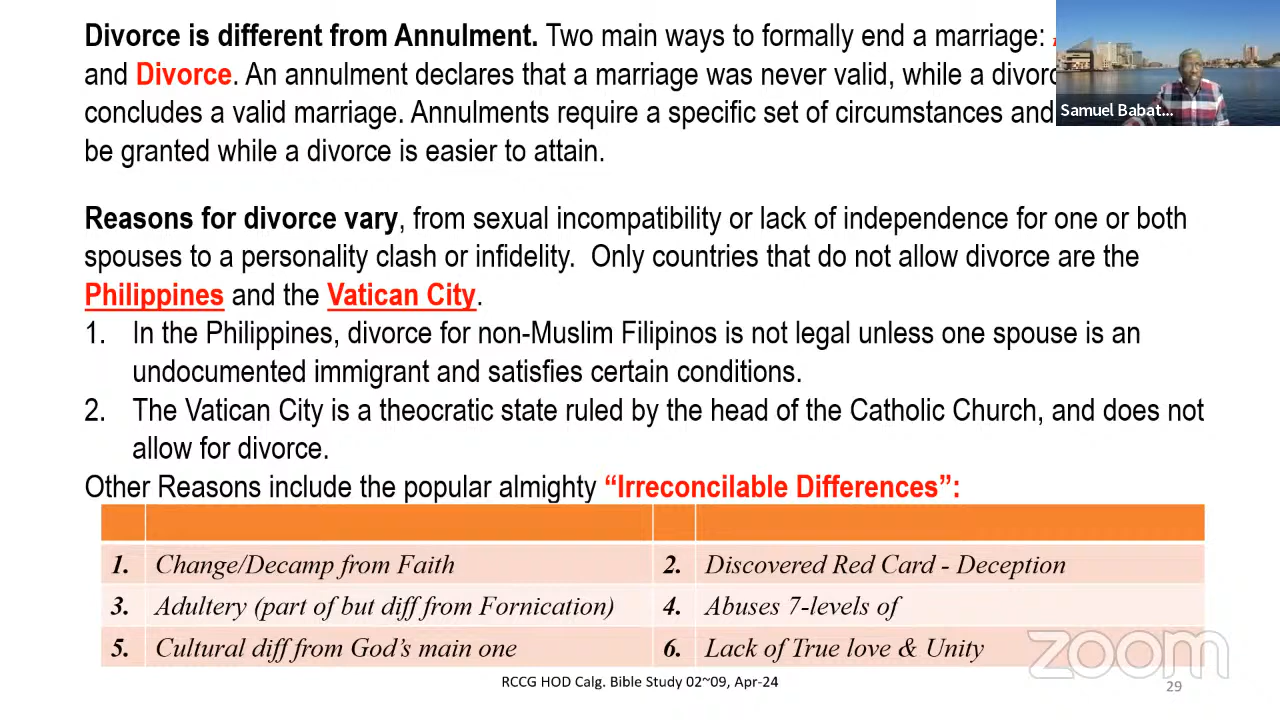 Divorce is different from Annulment. Two main ways to formally end a marriage:
and Divorce. An annulment declares that a marriage was never valid, while a divorc
concludes a valid marriage. Annulments require a specific set of circumstances and
Samuel Babat...
be granted while a divorce is easier to attain.
Reasons for divorce vary, from sexual incompatibility or lack of independence for one or both
spouses to a personality clash or infidelity. Only countries that do not allow divorce are the
Philippines and the Vatican City.
1. In the Philippines, divorce for non-Muslim Filipinos is not legal unless one spouse is an
undocumented immigrant and satisfies certain conditions.
2. The Vatican City is a theocratic state ruled by the head of the Catholic Church, and does not
allow for divorce.
Other Reasons include the popular almighty “Irreconcilable Differences”:
1. Change/Decamp from Faith 2. Discovered Red Card - Deception
3. Adultery (part of but diff from Fornication) 4. Abuses 7-levels of
5. Cultural diff from God’s main one 6. Lack of True love & Unity
zoom
RCCG HOD Calg. Bible Study 02~09, Apr-24
29